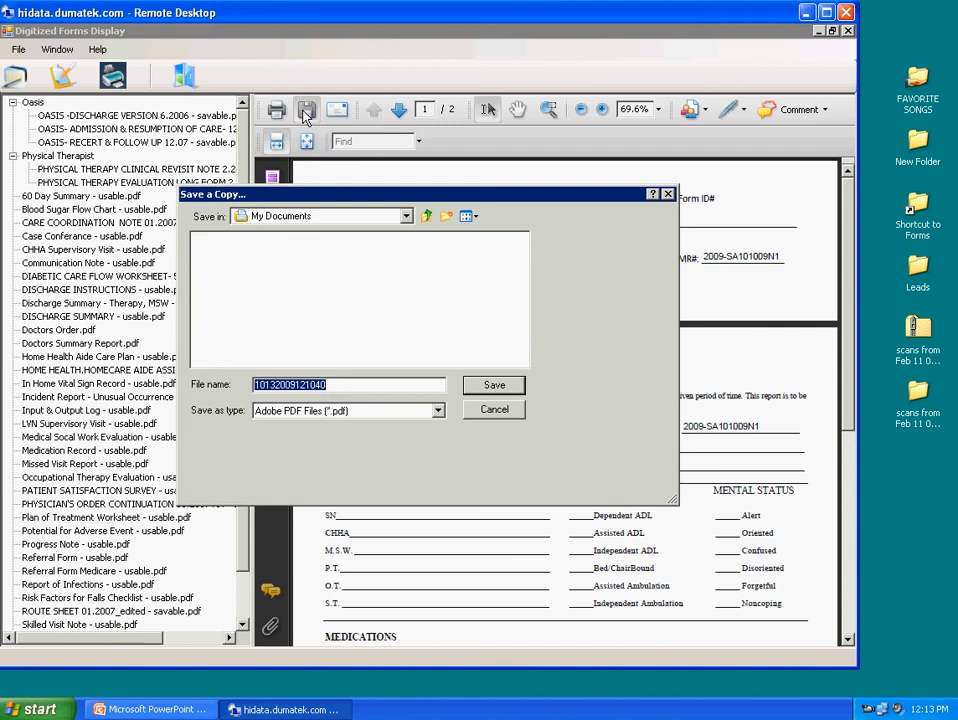 hidata.dumatek.com - Remote Desktop
Digitized Forms Display
File Window Help
1 / 2 69.6% Comment
Find
Oasis
OASIS -DISCHARGE VERSION 6.2006 - savable.p
OASIS- ADMISSION & RESUMPTION OF CARE- 12
OASIS - RECERT & FOLLOW UP 12.07 - savable.p
Physical Therapist
PHYSICAL THERAPY CLINICAL REVISIT NOTE 2.2
PHYSICAL THERAPY EVALUATION LONG FORM 2
60 Day Summary - usable.pdf
Blood Sugar Flow Chart - usable.pdf
CARE COORDINATION NOTE 01.2007
Case Conferance - usable.pdf
CHHA Supervisory Visit - usable.pdf
Communication Note - usable.pdf
DIABETIC CARE FLOW WORKSHEET- 5
DISCHARGE INSTRUCTIONS - usable.pdf
Discharge Summary - Therapy, MSW -
DISCHARGE SUMMARY - usable.pdf
Doctors Order.pdf
Doctors Summary Report.pdf
Home Health Aide Care Plan - usable.pdf
HOME HEALTH.HOMECARE AIDE ASSI
In Home Vital Sign Record - usable.pdf
Incident Report - Unusual Occurrence
Input & Output Log - usable.pdf
LVN Supervisory Visit - usable.pdf
Medical Social Work Evaluation - usable.pdf
Medication Record - usable.pdf
Missed Visit Report - usable.pdf
Occupational Therapy Evaluation - usable.pdf
PATIENT SATISFACTION SURVEY - usa
PHYSICIAN'S ORDER CONTINUATION
Plan of Treatment Worksheet - usable.pdf
Potential for Adverse Event - usable.pdf
Progress Note - usable.pdf
Referral Form - usable.pdf
Referral Form Medicare - usable.pdf
Report of Infections - usable.pdf
Risk Factors for Falls Checklist - usable.pdf
ROUTE SHEET 01.2007_edited - savable.pdf
Skilled Visit Note - usable.pdf
Save a Copy...
Save in: My Documents
File name: 10132009121040 Save
Save as type: Adobe PDF Files (*.pdf) Cancel
Form ID#
MR#: 2009-SA101009N1
ven period of time. This report is to be
2009-SA101009N1
MENTAL STATUS
SN Dependent ADL Alert
CHHA Assisted ADL Oriented
M.S.W. Independent ADL Confused
P.T. Bed/ChairBound Disoriented
O.T. Assisted Ambulation Forgetful
S.T. Independent Ambulation Noncoping
MEDICATIONS
FAVORITE
SONGS
New Folder
Shortcut to
Forms
Leads
scans from
Feb 11 0...
scans from
Feb 11 0...
start Microsoft PowerPoint ... hidata.dumatek.com ... 12:13 PM